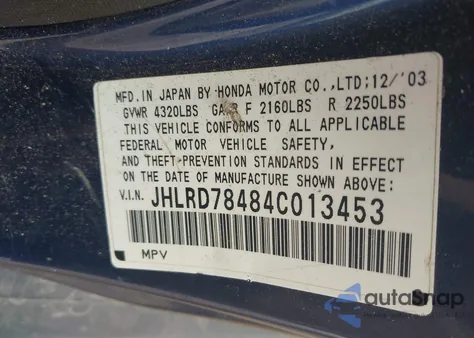 MFD. IN JAPAN BY HONDA MOTOR CO.,LTD;12/'03
GVWR 4320LBS GAWR F 2160LBS R 2250LBS
THIS VEHICLE CONFORMS TO ALL APPLICABLE
FEDERAL MOTOR VEHICLE SAFETY,
AND THEFT-PREVENTION STANDARDS IN EFFECT
ON THE DATE OF MANUFACTURE SHOWN ABOVE.
V.I.N. JHLRD78484C013453
MPV
autoSnap